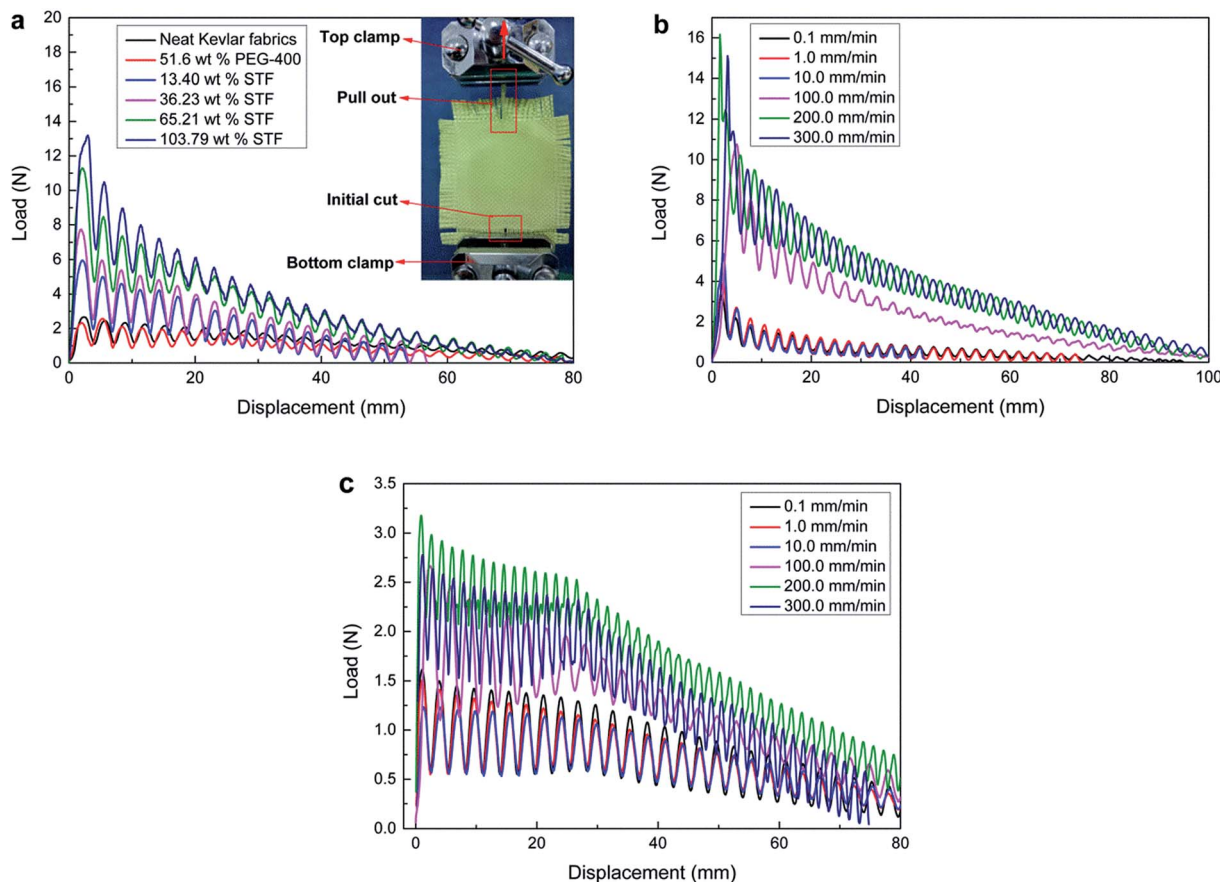 a
Neat Kevlar fabrics
51.6 wt % PEG-400
13.40 wt % STF
36.23 wt % STF
65.21 wt % STF
103.79 wt % STF
Top clamp
Pull out
Initial cut
Bottom clamp
20
18
16
14
12
10
8
6
4
2
0
Load (N)
0 20 40 60 80
Displacement (mm)
b
0.1 mm/min
1.0 mm/min
10.0 mm/min
100.0 mm/min
200.0 mm/min
300.0 mm/min
16
14
12
10
8
6
4
2
0
Load (N)
0 20 40 60 80 100
Displacement (mm)
c
0.1 mm/min
1.0 mm/min
10.0 mm/min
100.0 mm/min
200.0 mm/min
300.0 mm/min
3.5
3.0
2.5
2.0
1.5
1.0
0.5
0.0
Load (N)
0 20 40 60 80
Displacement (mm)